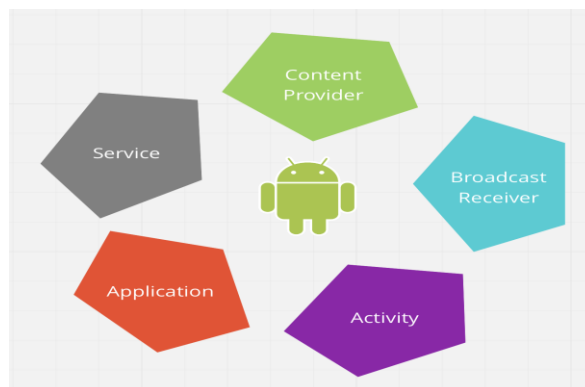 Content
Provider
Service
Broadcast
Receiver
Application
Activity